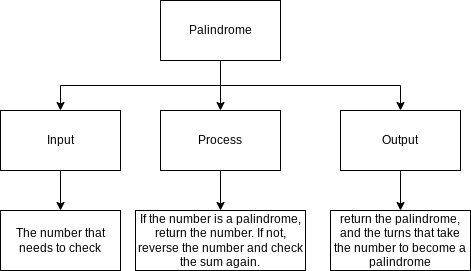 Palindrome
Input
Process
Output
The number that
needs to check
If the number is a palindrome,
return the number. If not,
reverse the number and check
the sum again.
return the palindrome,
and the turns that take
the number to become a
palindrome